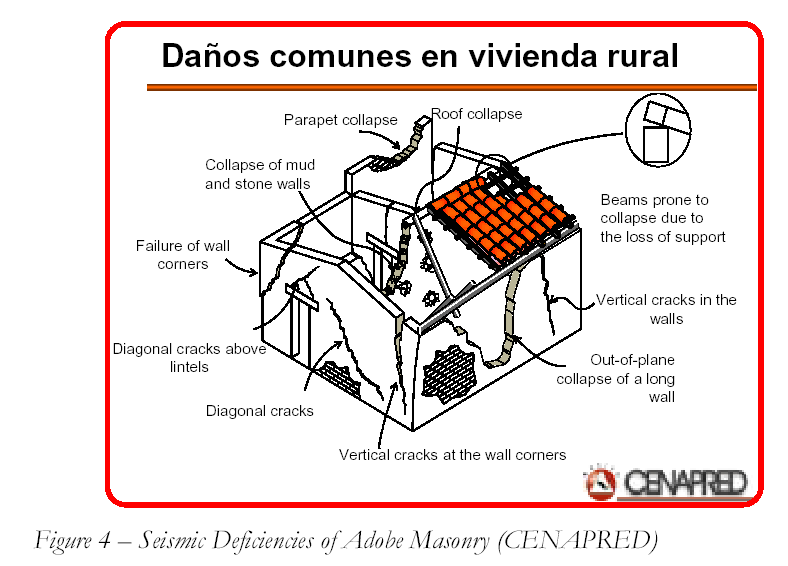 Daños comunes en vivienda rural
Parapet collapse
Roof collapse
Collapse of mud
and stone walls
Beams prone to
collapse due to
the loss of support
Failure of wall
corners
Vertical cracks in the
walls
Diagonal cracks above
lintels
Out-of-plane
collapse of a long
wall
Diagonal cracks
Vertical cracks at the wall corners
CENAPRED
Figure 4 – Seismic Deficiencies of Adobe Masonry (CENAPRED)